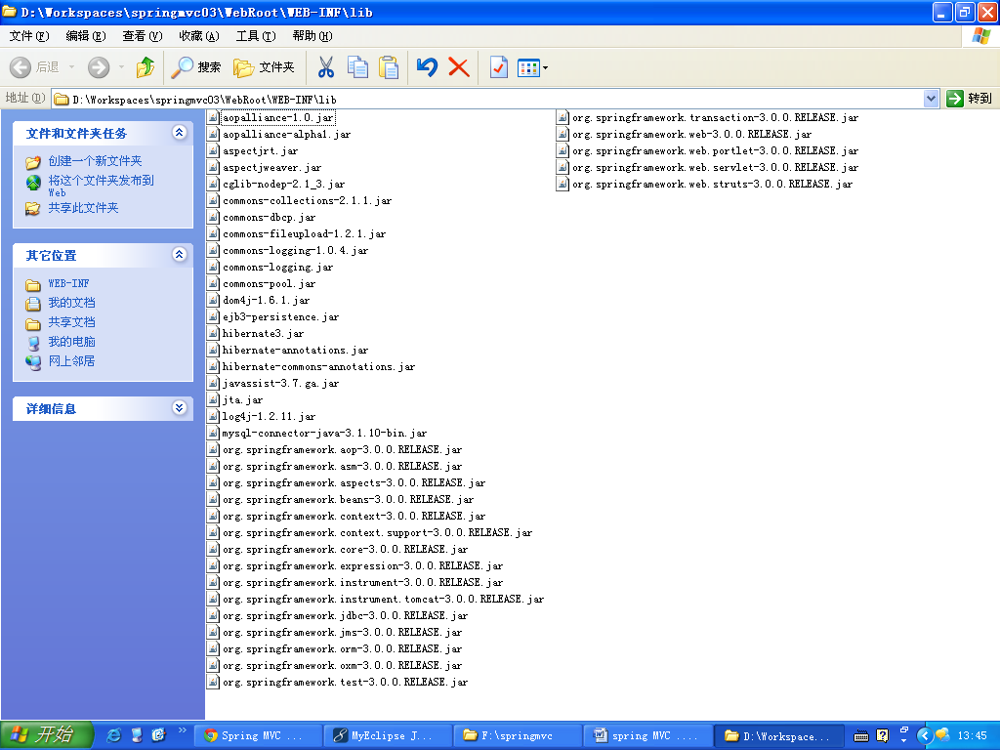 D:\Workspaces\springmvc03\WebRoot\WEB-INF\lib
文件(F) 编辑(E) 查看(V) 收藏(A) 工具(T) 帮助(H)
后退 搜索 文件夹
地址(D) D:\Workspaces\springmvc03\WebRoot\WEB-INF\lib 转到
文件和文件夹任务
创建一个新文件夹
将这个文件夹发布到
Web
共享此文件夹
其它位置
WEB-INF
我的文档
共享文档
我的电脑
网上邻居
详细信息
aopalliance-1.0.jar
aopalliance-alpha1.jar
aspectjrt.jar
aspectjweaver.jar
cglib-nodep-2.1_3.jar
commons-collections-2.1.1.jar
commons-dbcp.jar
commons-fileupload-1.2.1.jar
commons-logging-1.0.4.jar
commons-logging.jar
commons-pool.jar
dom4j-1.6.1.jar
ejb3-persistence.jar
hibernate3.jar
hibernate-annotations.jar
hibernate-commons-annotations.jar
javassist-3.7.ga.jar
jta.jar
log4j-1.2.11.jar
mysql-connector-java-3.1.10-bin.jar
org.springframework.aop-3.0.0.RELEASE.jar
org.springframework.asm-3.0.0.RELEASE.jar
org.springframework.aspects-3.0.0.RELEASE.jar
org.springframework.beans-3.0.0.RELEASE.jar
org.springframework.context-3.0.0.RELEASE.jar
org.springframework.context.support-3.0.0.RELEASE.jar
org.springframework.core-3.0.0.RELEASE.jar
org.springframework.expression-3.0.0.RELEASE.jar
org.springframework.instrument-3.0.0.RELEASE.jar
org.springframework.instrument.tomcat-3.0.0.RELEASE.jar
org.springframework.jdbc-3.0.0.RELEASE.jar
org.springframework.jms-3.0.0.RELEASE.jar
org.springframework.orm-3.0.0.RELEASE.jar
org.springframework.oxm-3.0.0.RELEASE.jar
org.springframework.test-3.0.0.RELEASE.jar
org.springframework.transaction-3.0.0.RELEASE.jar
org.springframework.web-3.0.0.RELEASE.jar
org.springframework.web.portlet-3.0.0.RELEASE.jar
org.springframework.web.servlet-3.0.0.RELEASE.jar
org.springframework.web.struts-3.0.0.RELEASE.jar
开始 Spring MVC ... MyEclipse J... F:\springmvc spring MVC .... D:\Workspace... 13:45